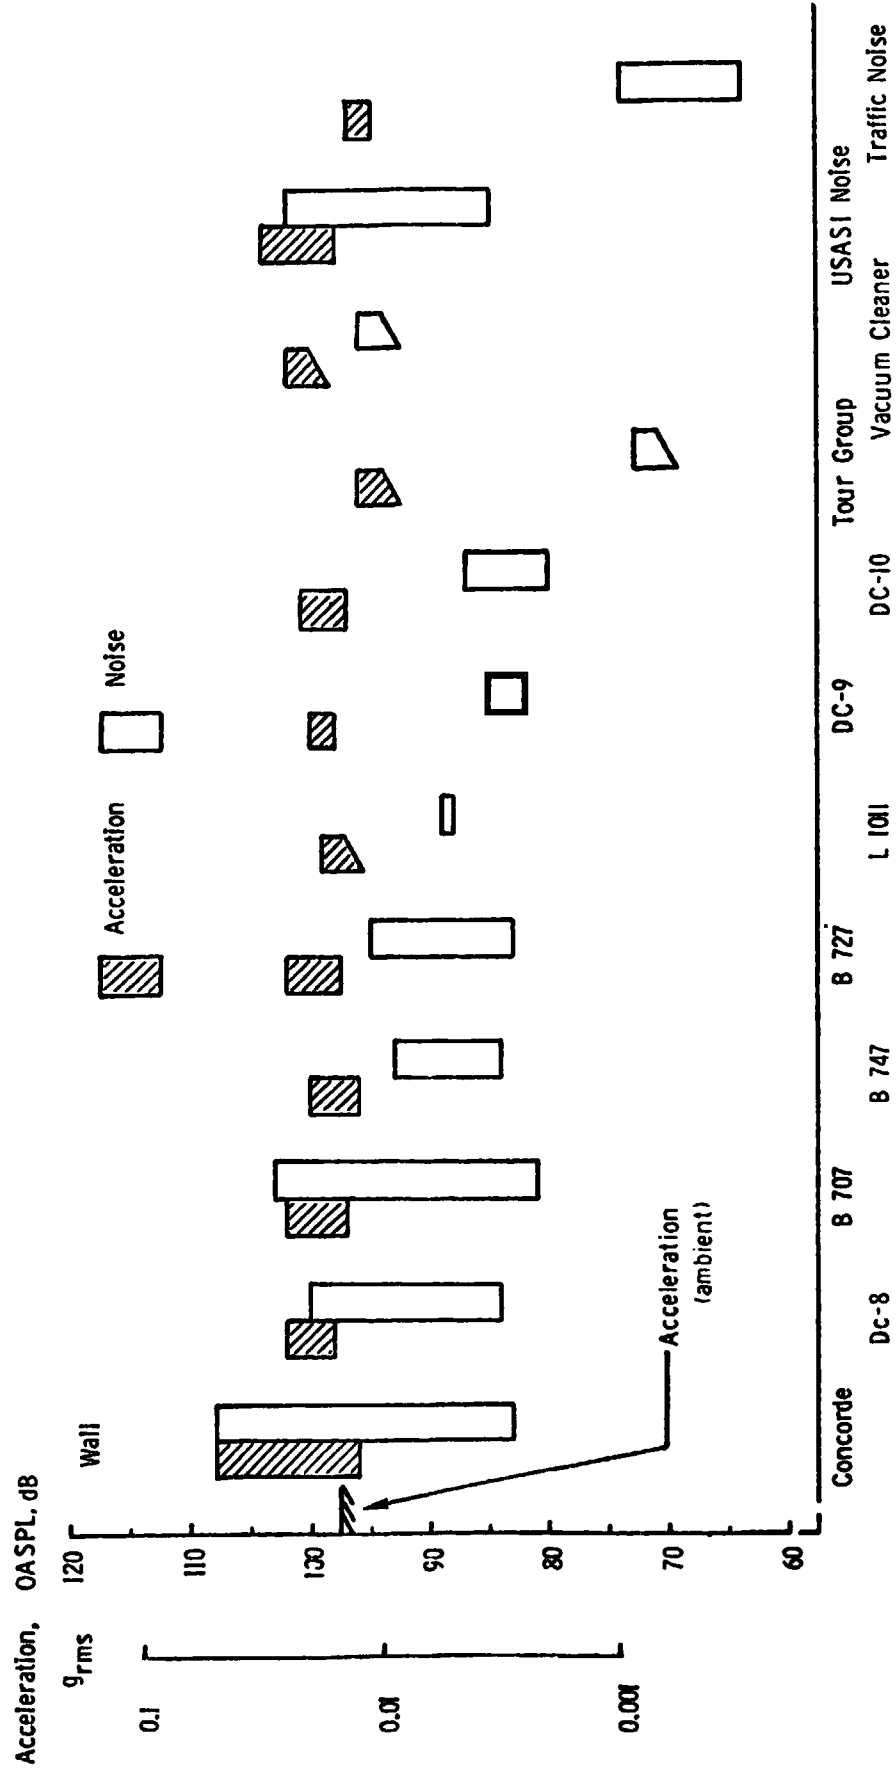 Acceleration, OASPL, dB
grms
Wall
Acceleration
Noise
120
110
100
90
80
70
60
0.1
0.01
0.001
Acceleration
(ambient)
Concorde
Dc-8
B 707
B 747
B 727
L 1011
DC-9
DC-10
Tour Group
Vacuum Cleaner
USASI Noise
Traffic Noise